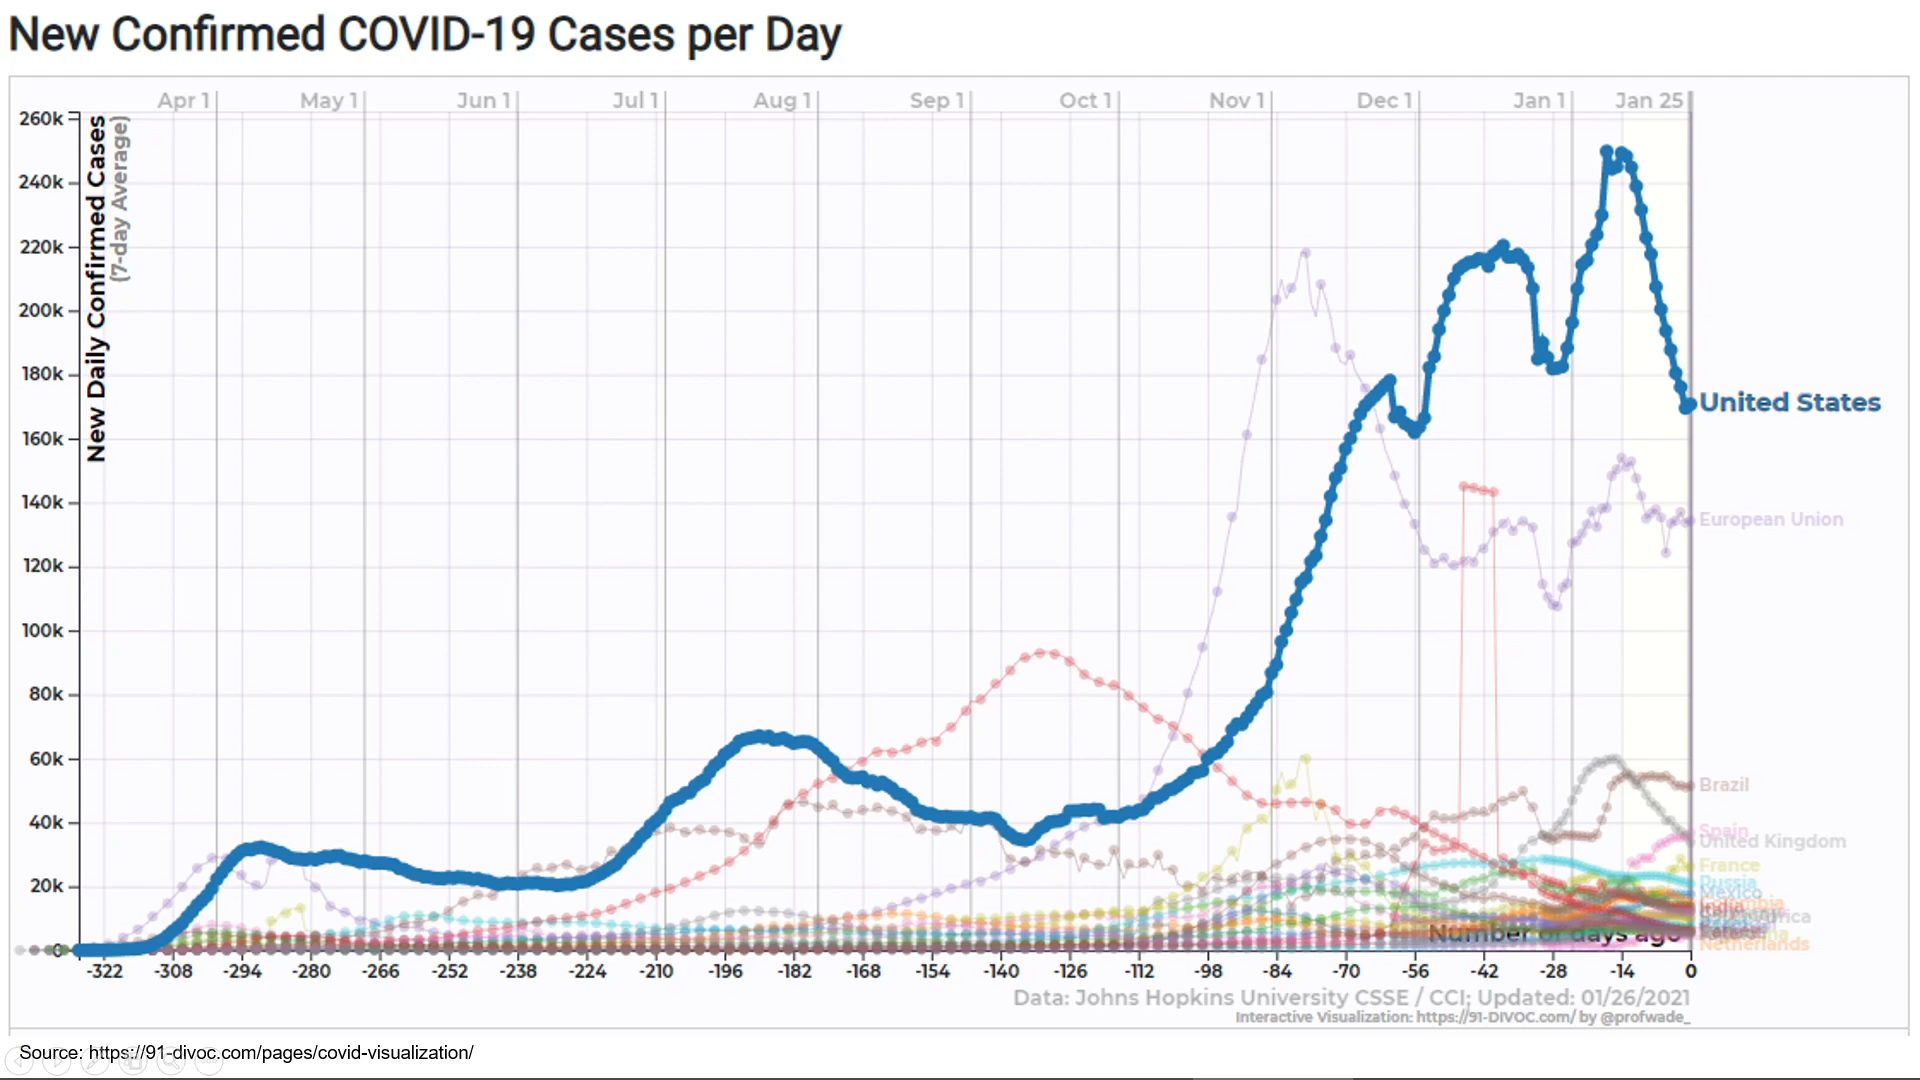 New Confirmed COVID-19 Cases per Day
Apr 1 May 1 Jun 1 Jul 1 Aug 1 Sep 1 Oct 1 Nov 1 Dec 1 Jan 1 Jan 25
New Daily Confirmed Cases
(7-day Average)
260k
240k
220k
200k
180k
160k
140k
120k
100k
80k
60k
40k
20k
0
United States
European Union
Brazil
Spain
United Kingdom
France
Russia
Mexico
Netherlands
Number of days ago
-322 -308 -294 -280 -266 -252 -238 -224 -210 -196 -182 -168 -154 -140 -126 -112 -98 -84 -70 -56 -42 -28 -14 0
Data: Johns Hopkins University CSSE / CCI; Updated: 01/26/2021
Interactive Visualization: https://91-DIVOC.com/ by @profwade_
Source: https://91-divoc.com/pages/covid-visualization/